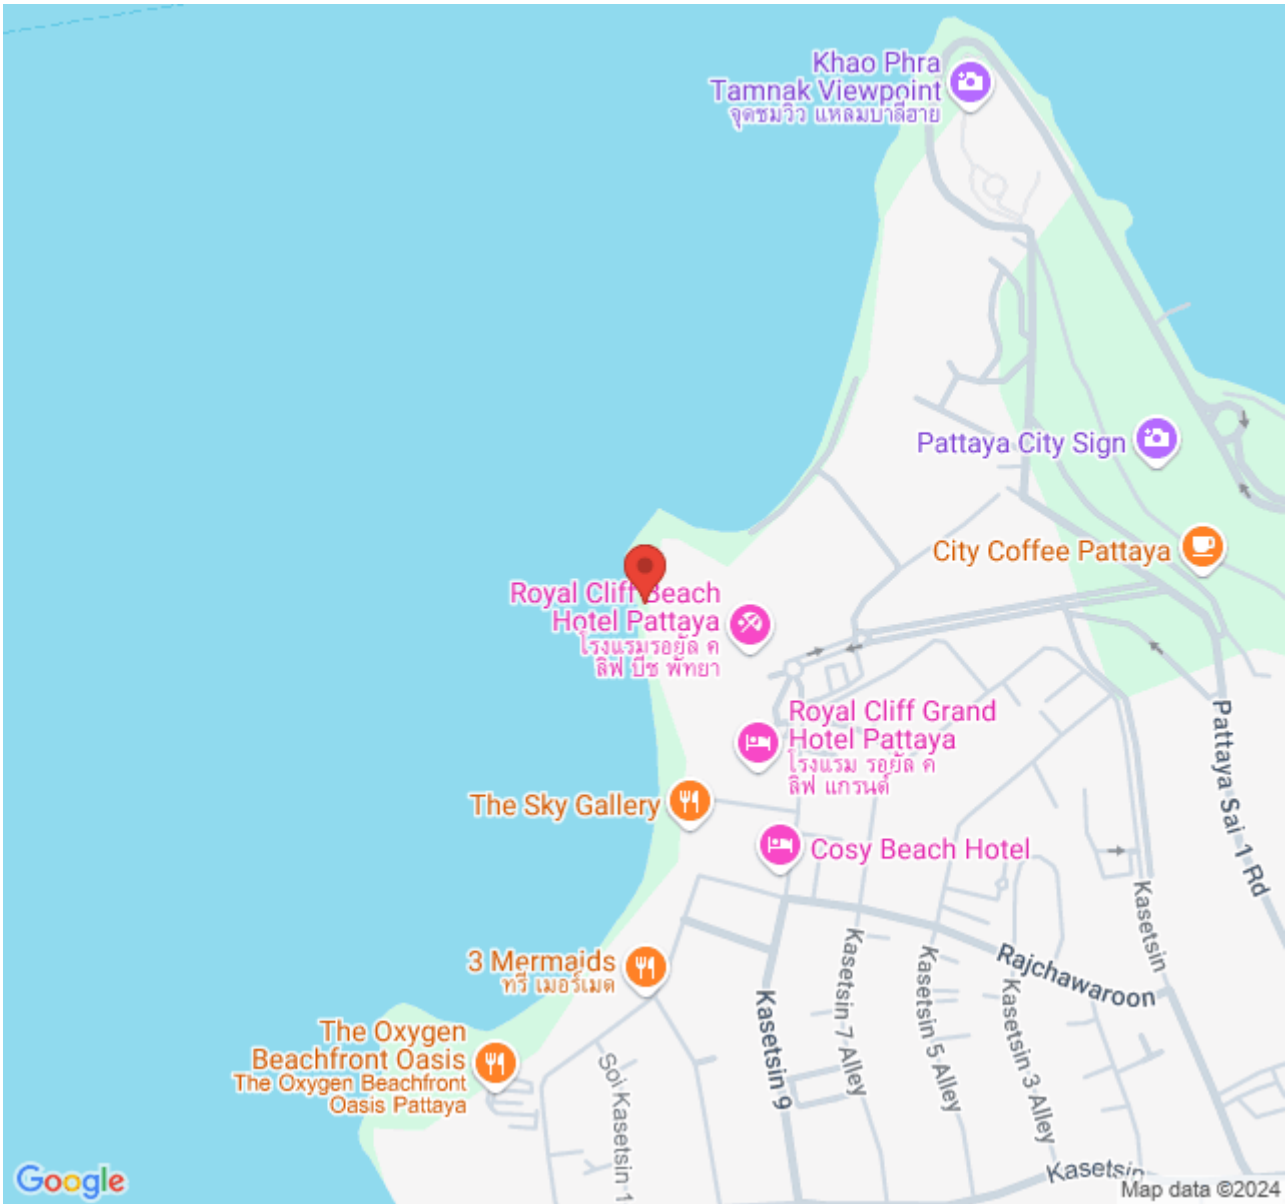 Khao Phra
Tamnak Viewpoint
จุดชมวิว แหลมบาลีฮาย
Pattaya City Sign
City Coffee Pattaya
Royal Cliff Beach
Hotel Pattaya
โรงแรมรอยัล ค
ลิฟ บีช พัทยา
Royal Cliff Grand
Hotel Pattaya
โรงแรม รอยัล ค
ลิฟ แกรนด์
Pattaya Sai 1 Rd
The Sky Gallery
Cosy Beach Hotel
Kasetsin
Rajchawaroon
3 Mermaids
ทรี เมอร์เมด
Kasetsin 9
Kasetsin 7 Alley
Kasetsin 5 Alley
Kasetsin 3 Alley
The Oxygen
Beachfront Oasis
The Oxygen Beachfront
Oasis Pattaya
Soi Kasetsin 1
Kasetsin
Google
Map data ©2024